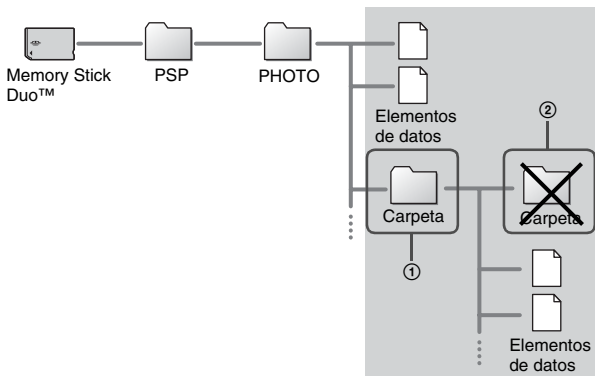 Memory Stick
Duo™
PSP
PHOTO
Elementos
de datos
②
Carpeta
Carpeta
①
Elementos
de datos